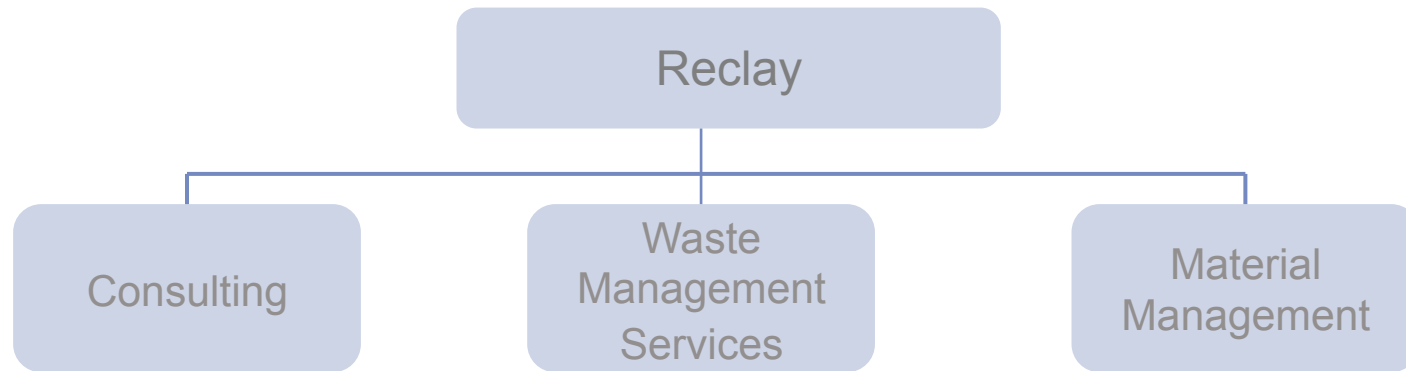 Reclay
Consulting
Waste
Management
Services
Material
Management